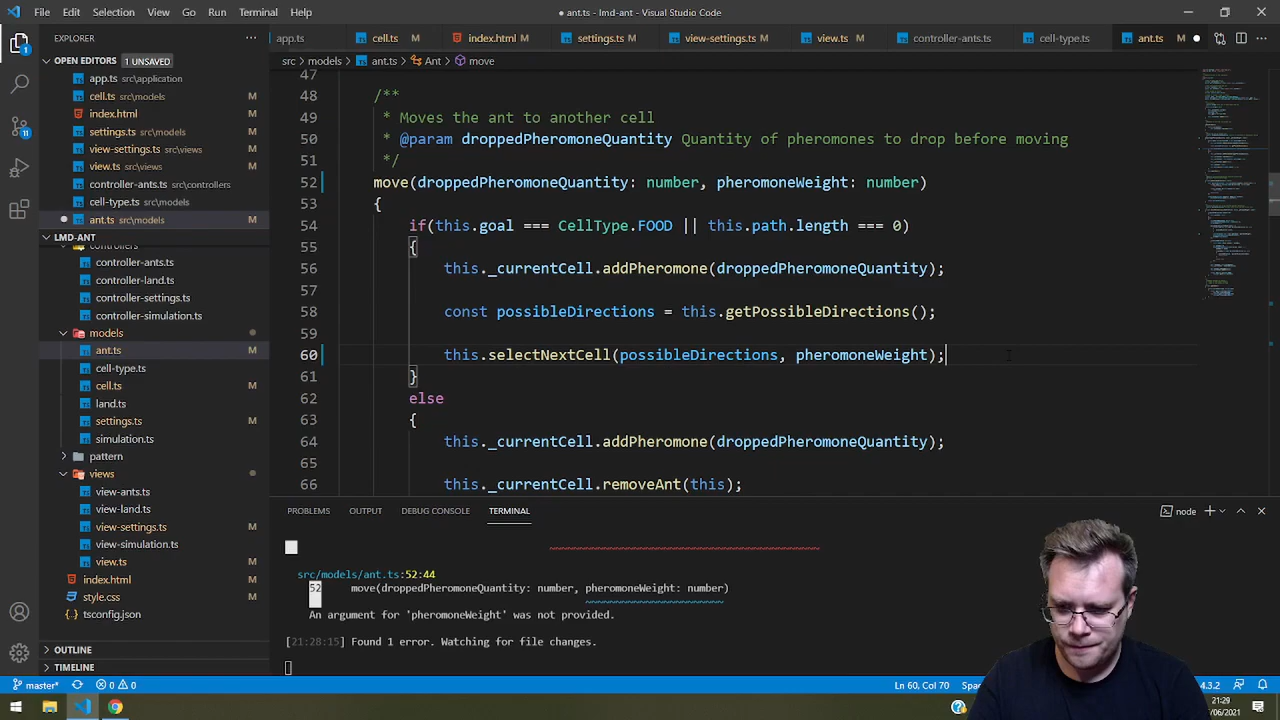 File Edit Selection View Go Run Terminal Help
ant.ts - lmd-ant - Visual Studio Code
EXPLORER
app.ts cell.ts M index.html M settings.ts M view-settings.ts M view.ts M controller-ants.ts cell-type.ts ant.ts M
OPEN EDITORS 1 UNSAVED
app.ts src\application
cell.ts src\models M
index.html M
settings.ts src\models M
view-settings.ts src\views M
view.ts src\views M
controller-ants.ts src\controllers
cell-type.ts src\models
ant.ts src\models M
LMD-ANT
controllers
controller-ants.ts
controller-land.ts
controller-settings.ts
controller-simulation.ts
models
ant.ts
cell-type.ts
cell.ts M
land.ts
settings.ts M
simulation.ts
pattern
views
view-ants.ts
view-land.ts
view-settings.ts M
view-simulation.ts
view.ts M
index.html M
style.css
tsconfig.json
OUTLINE
TIMELINE
src > models > ant.ts > Ant > move
47
48 /**
49 * Moves the ant to another cell
50 * @param droppedPheromoneQuantity Quantity of pheromones to drop before moving
51 */
52 move(droppedPheromoneQuantity: number, pheromoneWeight: number)
53 {
54 if(this.goal === CellType.FOOD || this.path.length === 0)
55 {
56 this._currentCell.addPheromone(droppedPheromoneQuantity);
57
58 const possibleDirections = this.getPossibleDirections();
59
60 this.selectNextCell(possibleDirections, pheromoneWeight);
61 }
62 else
63 {
64 this._currentCell.addPheromone(droppedPheromoneQuantity);
65
66 this._currentCell.removeAnt(this);
PROBLEMS OUTPUT DEBUG CONSOLE TERMINAL
node
src/models/ant.ts:52:44
52 move(droppedPheromoneQuantity: number, pheromoneWeight: number)
An argument for 'pheromoneWeight' was not provided.
[21:28:15] Found 1 error. Watching for file changes.
master* 0 0
Ln 60, Col 70
4.3.2
21:29